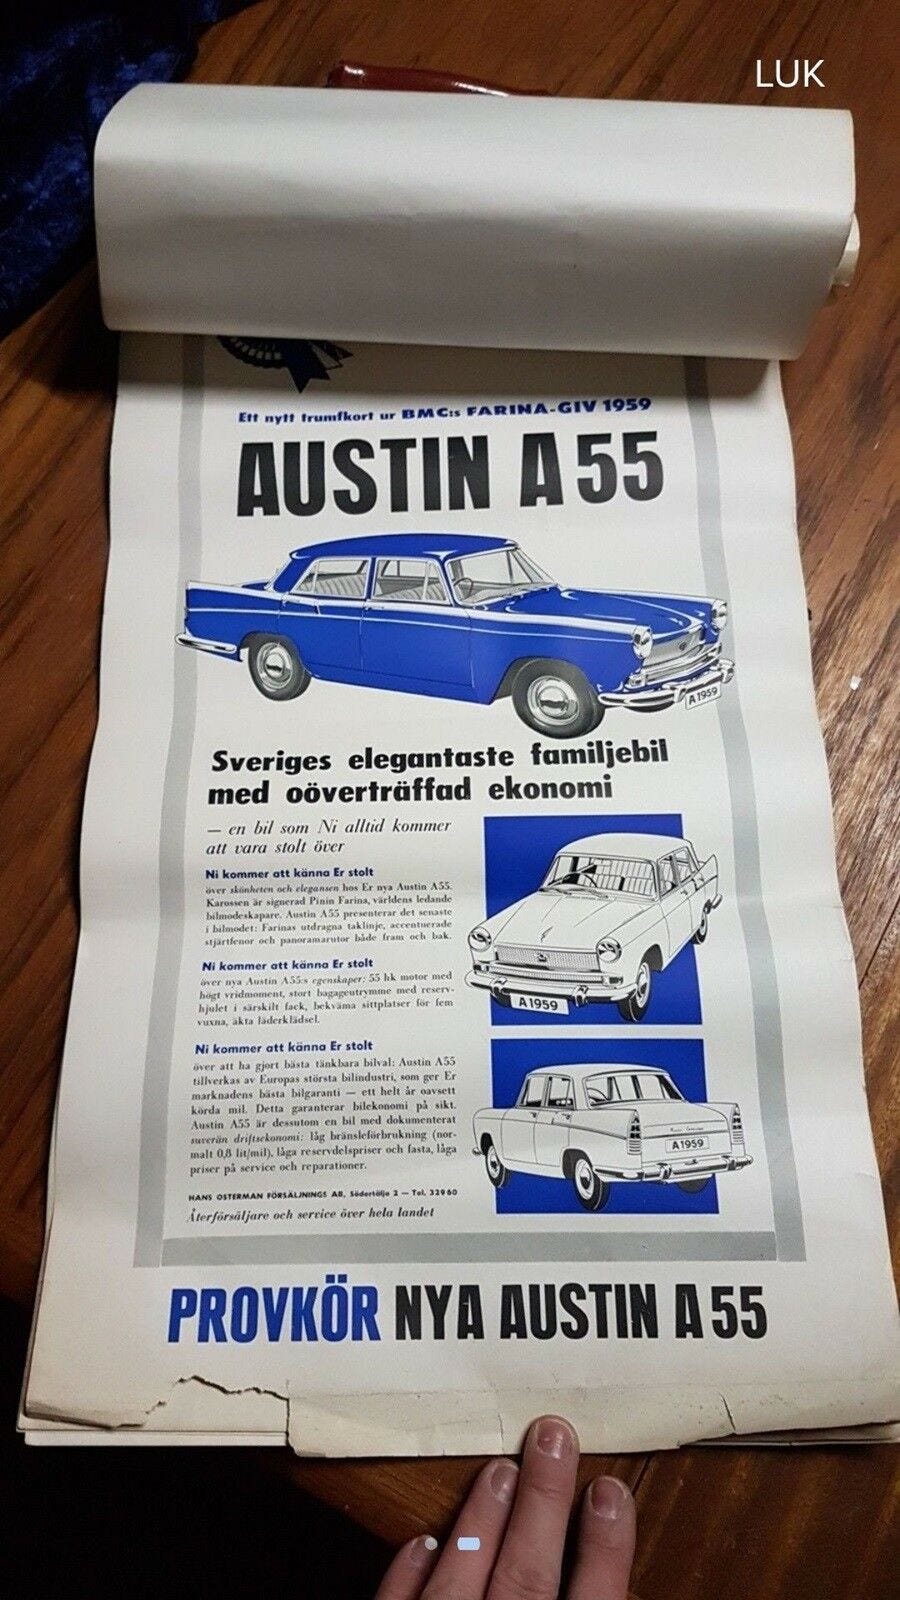 LUK
Ett nytt trumfkort ur BMC:s FARINA-GIV 1959
AUSTIN A55
A 1959
Sveriges elegantaste familjebil
med oöverträffad ekonomi
— en bil som Ni alltid kommer
att vara stolt över
Ni kommer att känna Er stolt
över skönheten och elegansen hos Er nya Austin A55.
Karossen är signerad Pinin Farina, världens ledande
bilmodeskapare. Austin A55 presenterar det senaste
i bilmodet: Farinas utdragna taklinje, accentuerade
stjärtfenor och panoramarutor både fram och bak.
Ni kommer att känna Er stolt
över nya Austin A55:s egenskaper: 55 hk motor med
högt vridmoment, stort bagageutrymme med reserv-
hjulet i särskilt fack, bekväma sittplatser för fem
vuxna, äkta läderklädsel.
A 1959
Ni kommer att känna Er stolt
över att ha gjort bästa tänkbara bilval: Austin A55
tillverkas av Europas största bilindustri, som ger Er
marknadens bästa bilgaranti — ett helt år oavsett
körda mil. Detta garanterar bilekonomi på sikt.
Austin A55 är dessutom en bil med dokumenterat
suverän driftsekonomi: låg bränsleförbrukning (nor-
malt 0,8 lit/mil), låga reservdelspriser och fasta, låga
priser på service och reparationer.
A 1959
HANS OSTERMAN FÖRSÄLJNINGS AB, Södertälje 2 — Tel. 329 60
Återförsäljare och service över hela landet
PROVKÖR NYA AUSTIN A55